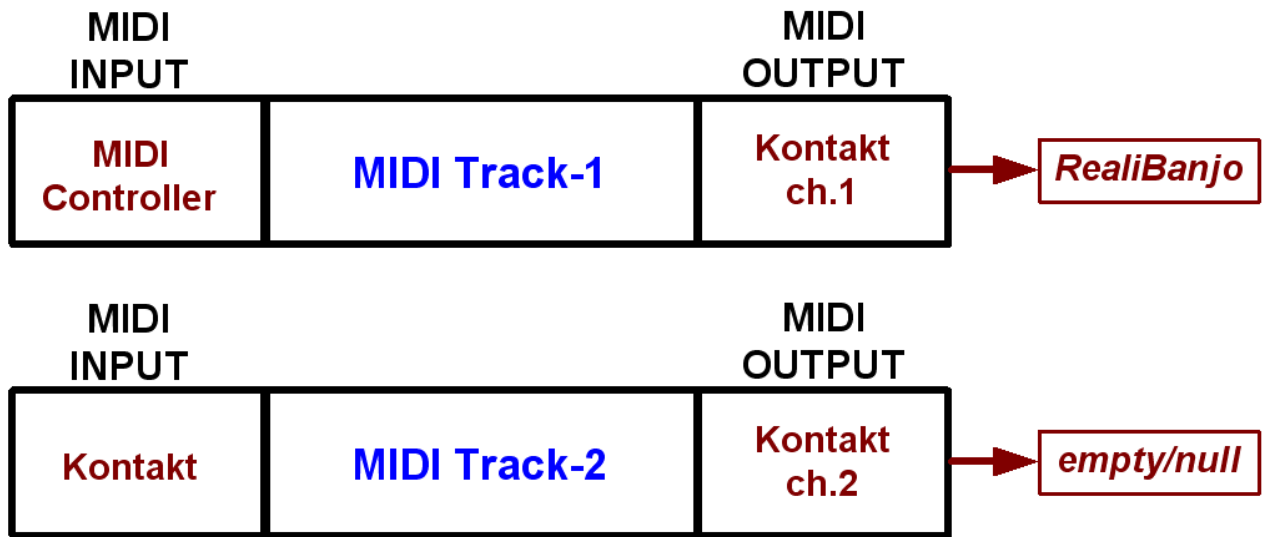 MIDI
INPUT
MIDI
OUTPUT
MIDI
Controller
MIDI Track-1
Kontakt
ch.1
RealiBanjo
MIDI
INPUT
MIDI
OUTPUT
Kontakt
MIDI Track-2
Kontakt
ch.2
empty/null